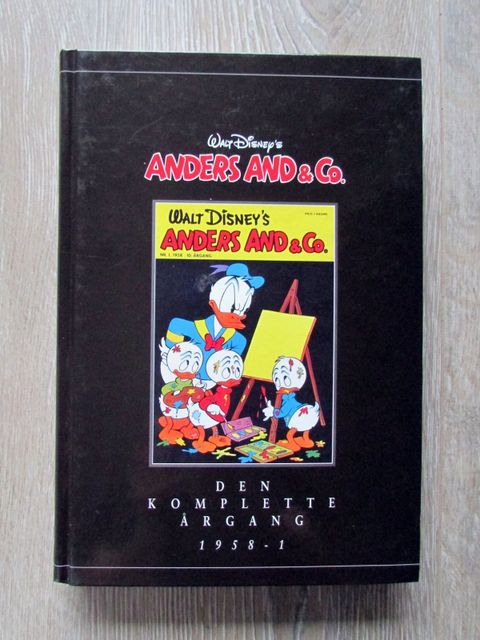 Walt Disney's
ANDERS AND & Co.
WALT DISNEY'S
ANDERS AND & Co.
NR. 1. 1958 10. ÅRGANG
DEN
KOMPLETTE
ÅRGANG
1958-1